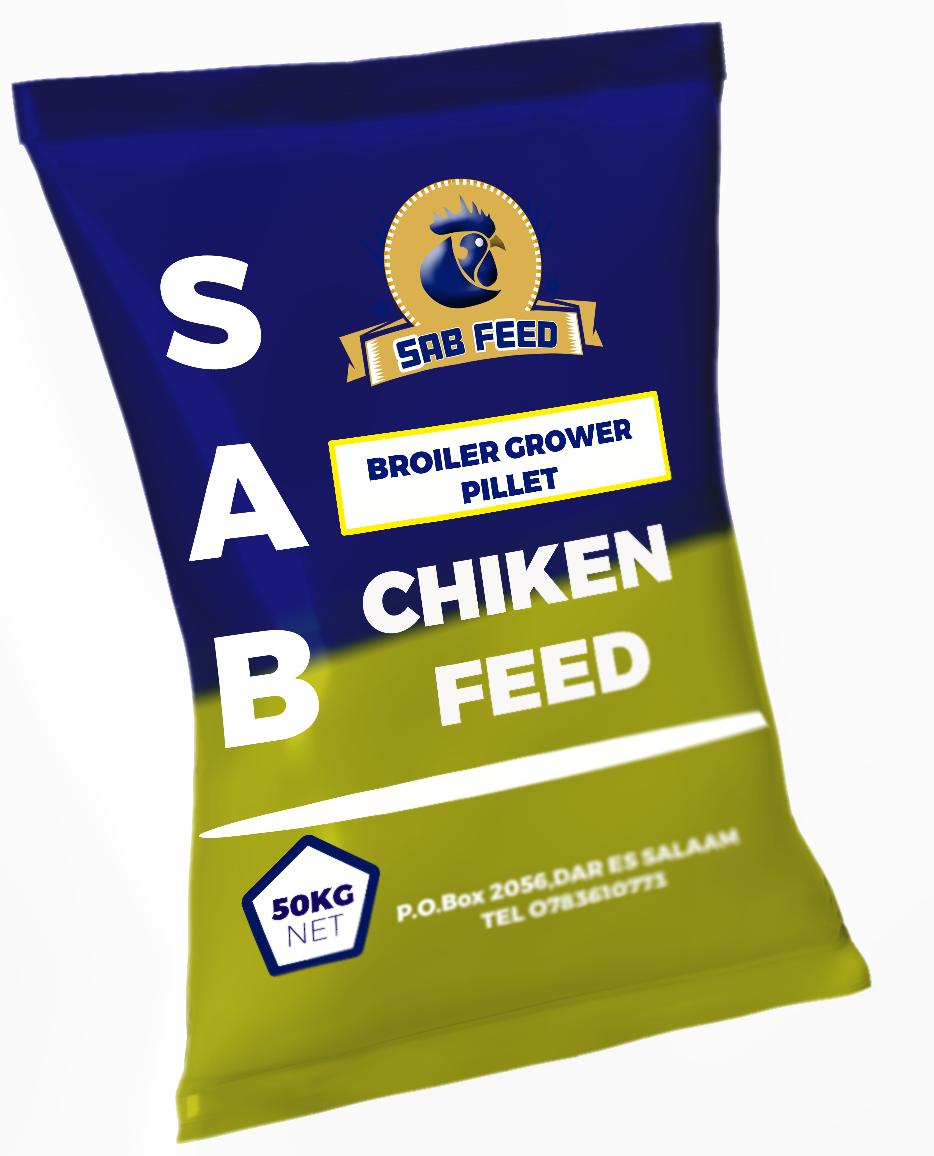 S
A
B
SAB FEED
BROILER GROWER
PILLET
CHIKEN
FEED
50KG
NET
P.O.Box 2056,DAR ES SALAAM
TEL 0783610773